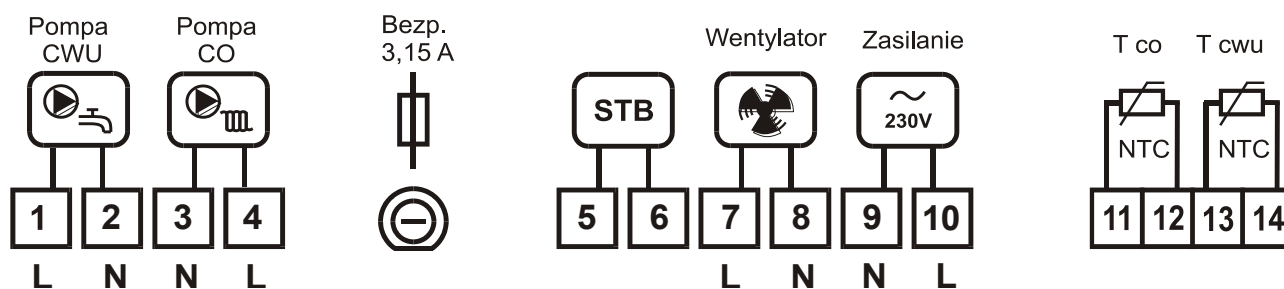 Pompa
CWU
Pompa
CO
Bezp.
3,15 A
STB
Wentylator
Zasilanie
230V
T co
T cwu
NTC
NTC
1 2 3 4
5 6 7 8 9 10
11 12 13 14
L N N L
L N N L